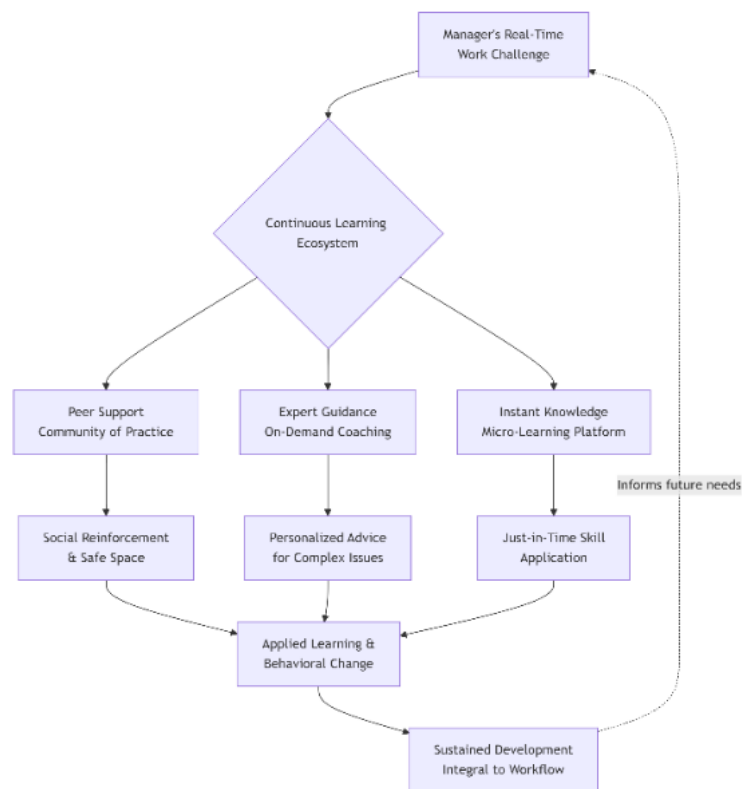 Manager's Real-Time
Work Challenge
Continuous Learning
Ecosystem
Peer Support
Community of Practice
Expert Guidance
On-Demand Coaching
Instant Knowledge
Micro-Learning Platform
Informs future needs
Social Reinforcement
& Safe Space
Personalized Advice
for Complex Issues
Just-in-Time Skill
Application
Applied Learning &
Behavioral Change
Sustained Development
Integral to Workflow